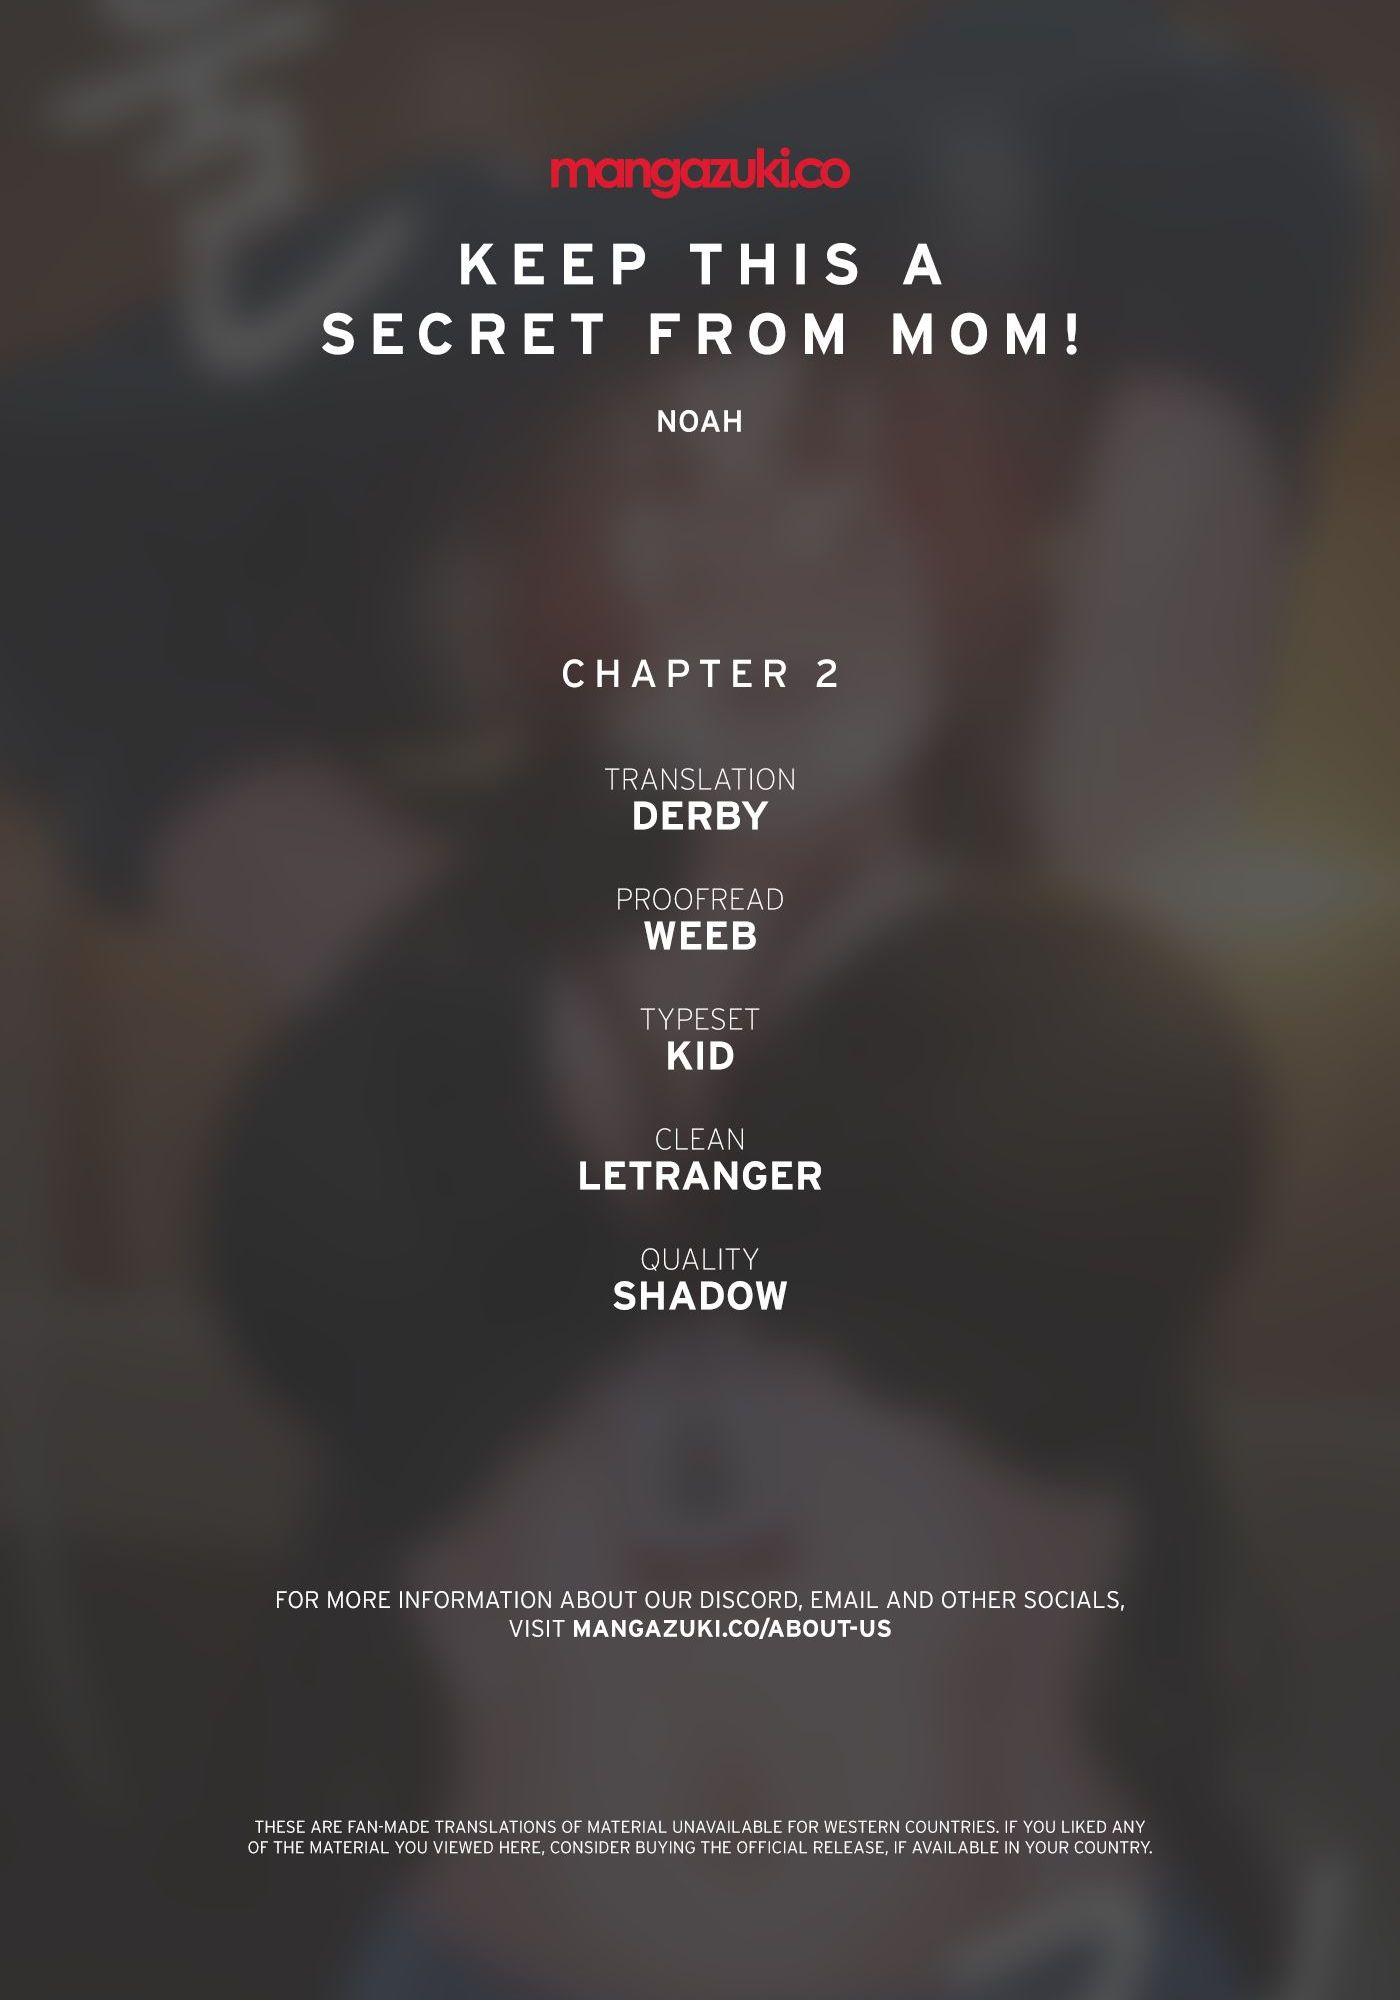 mangazuki.co
KEEP THIS A
SECRET FROM MOM!
NOAH
CHAPTER 2
TRANSLATION
DERBY
PROOFREAD
WEEB
TYPESET
KID
CLEAN
LETRANGER
QUALITY
SHADOW
FOR MORE INFORMATION ABOUT OUR DISCORD, EMAIL AND OTHER SOCIALS,
VISIT MANGAZUKI.CO/ABOUT-US
THESE ARE FAN-MADE TRANSLATIONS OF MATERIAL UNAVAILABLE FOR WESTERN COUNTRIES. IF YOU LIKED ANY
OF THE MATERIAL YOU VIEWED HERE, CONSIDER BUYING THE OFFICIAL RELEASE, IF AVAILABLE IN YOUR COUNTRY.